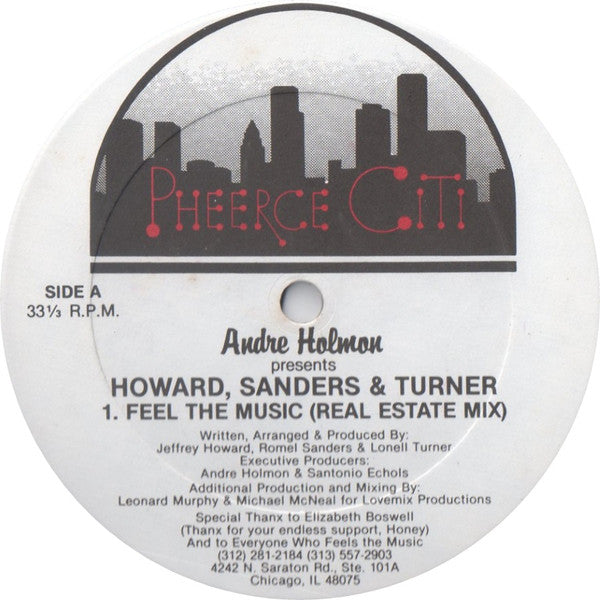 PHEERCE CITI
SIDE A
33⅓ R.P.M.
Andre Holmon
presents
HOWARD, SANDERS & TURNER
1. FEEL THE MUSIC (REAL ESTATE MIX)
Written, Arranged & Produced By:
Jeffrey Howard, Romel Sanders & Lonell Turner
Executive Producers:
Andre Holmon & Santonio Echols
Additional Production and Mixing By:
Leonard Murphy & Michael McNeal for Lovemix Productions
Special Thanx to Elizabeth Boswell
(Thanx for your endless support, Honey)
And to Everyone Who Feels the Music
(312) 281-2184 (313) 557-2903
4242 N. Saraton Rd., Ste. 101A
Chicago, IL 48075